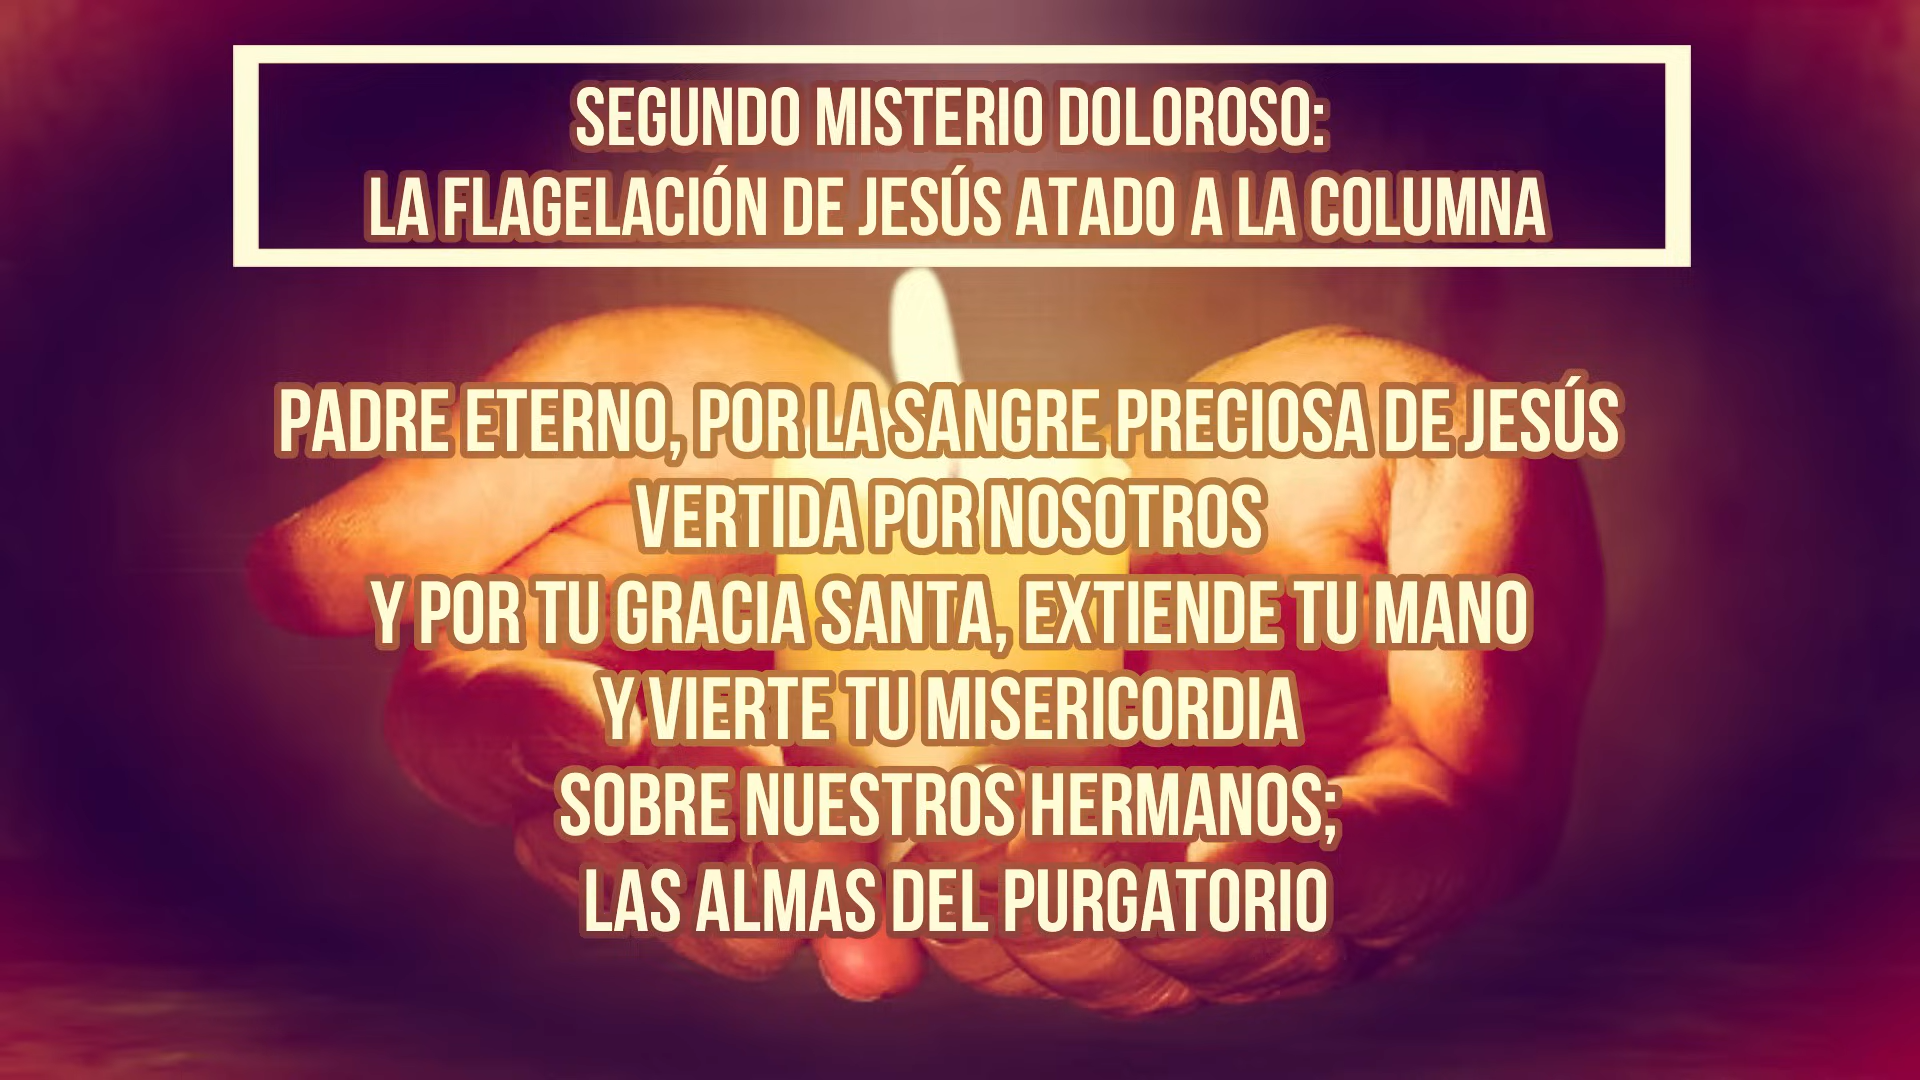 SEGUNDO MISTERIO DOLOROSO:
LA FLAGELACIÓN DE JESÚS ATADO A LA COLUMNA
PADRE ETERNO, POR LA SANGRE PRECIOSA DE JESÚS
VERTIDA POR NOSOTROS
Y POR TU GRACIA SANTA, EXTIENDE TU MANO
Y VIERTE TU MISERICORDIA
SOBRE NUESTROS HERMANOS;
LAS ALMAS DEL PURGATORIO